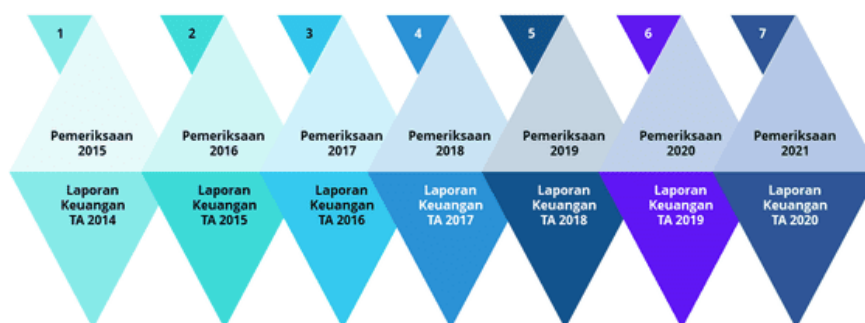 1
Pemeriksaan
2015
Laporan
Keuangan
TA 2014
2
Pemeriksaan
2016
Laporan
Keuangan
TA 2015
3
Pemeriksaan
2017
Laporan
Keuangan
TA 2016
4
Pemeriksaan
2018
Laporan
Keuangan
TA 2017
5
Pemeriksaan
2019
Laporan
Keuangan
TA 2018
6
Pemeriksaan
2020
Laporan
Keuangan
TA 2019
7
Pemeriksaan
2021
Laporan
Keuangan
TA 2020